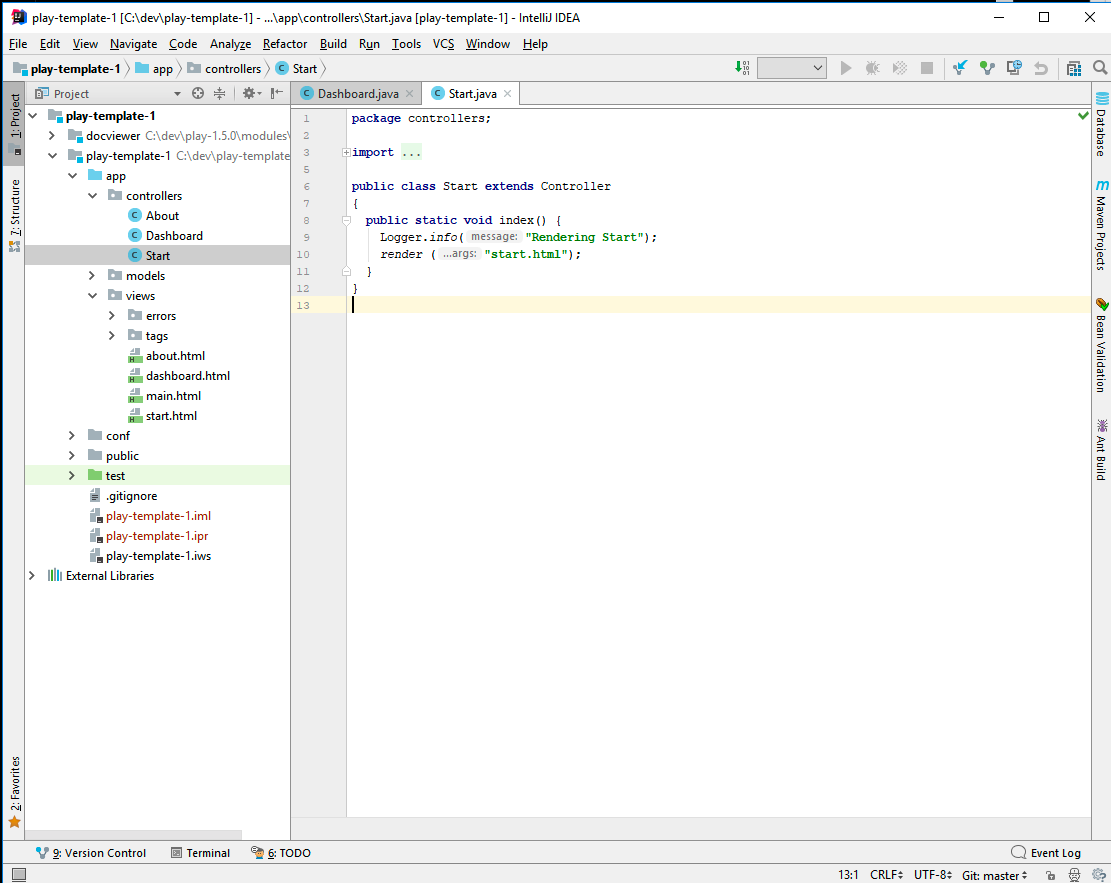 play-template-1 [C:\dev\play-template-1] - ...\app\controllers\Start.java [play-template-1] - IntelliJ IDEA
File Edit View Navigate Code Analyze Refactor Build Run Tools VCS Window Help
play-template-1 app controllers Start
1: Project
7: Structure
2: Favorites
Project
play-template-1
docviewer C:\dev\play-1.5.0\modules\
play-template-1 C:\dev\play-template
app
controllers
About
Dashboard
Start
models
views
errors
tags
about.html
dashboard.html
main.html
start.html
conf
public
test
.gitignore
play-template-1.iml
play-template-1.ipr
play-template-1.iws
External Libraries
Dashboard.java Start.java
1 package controllers;
2
3 import ...
5
6 public class Start extends Controller
7 {
8 public static void index() {
9 Logger.info( message: "Rendering Start");
10 render ( ...args: "start.html");
11 }
12 }
13
Database
Maven Projects
Bean Validation
Ant Build
9: Version Control Terminal 6: TODO Event Log
13:1 CRLF UTF-8 Git: master